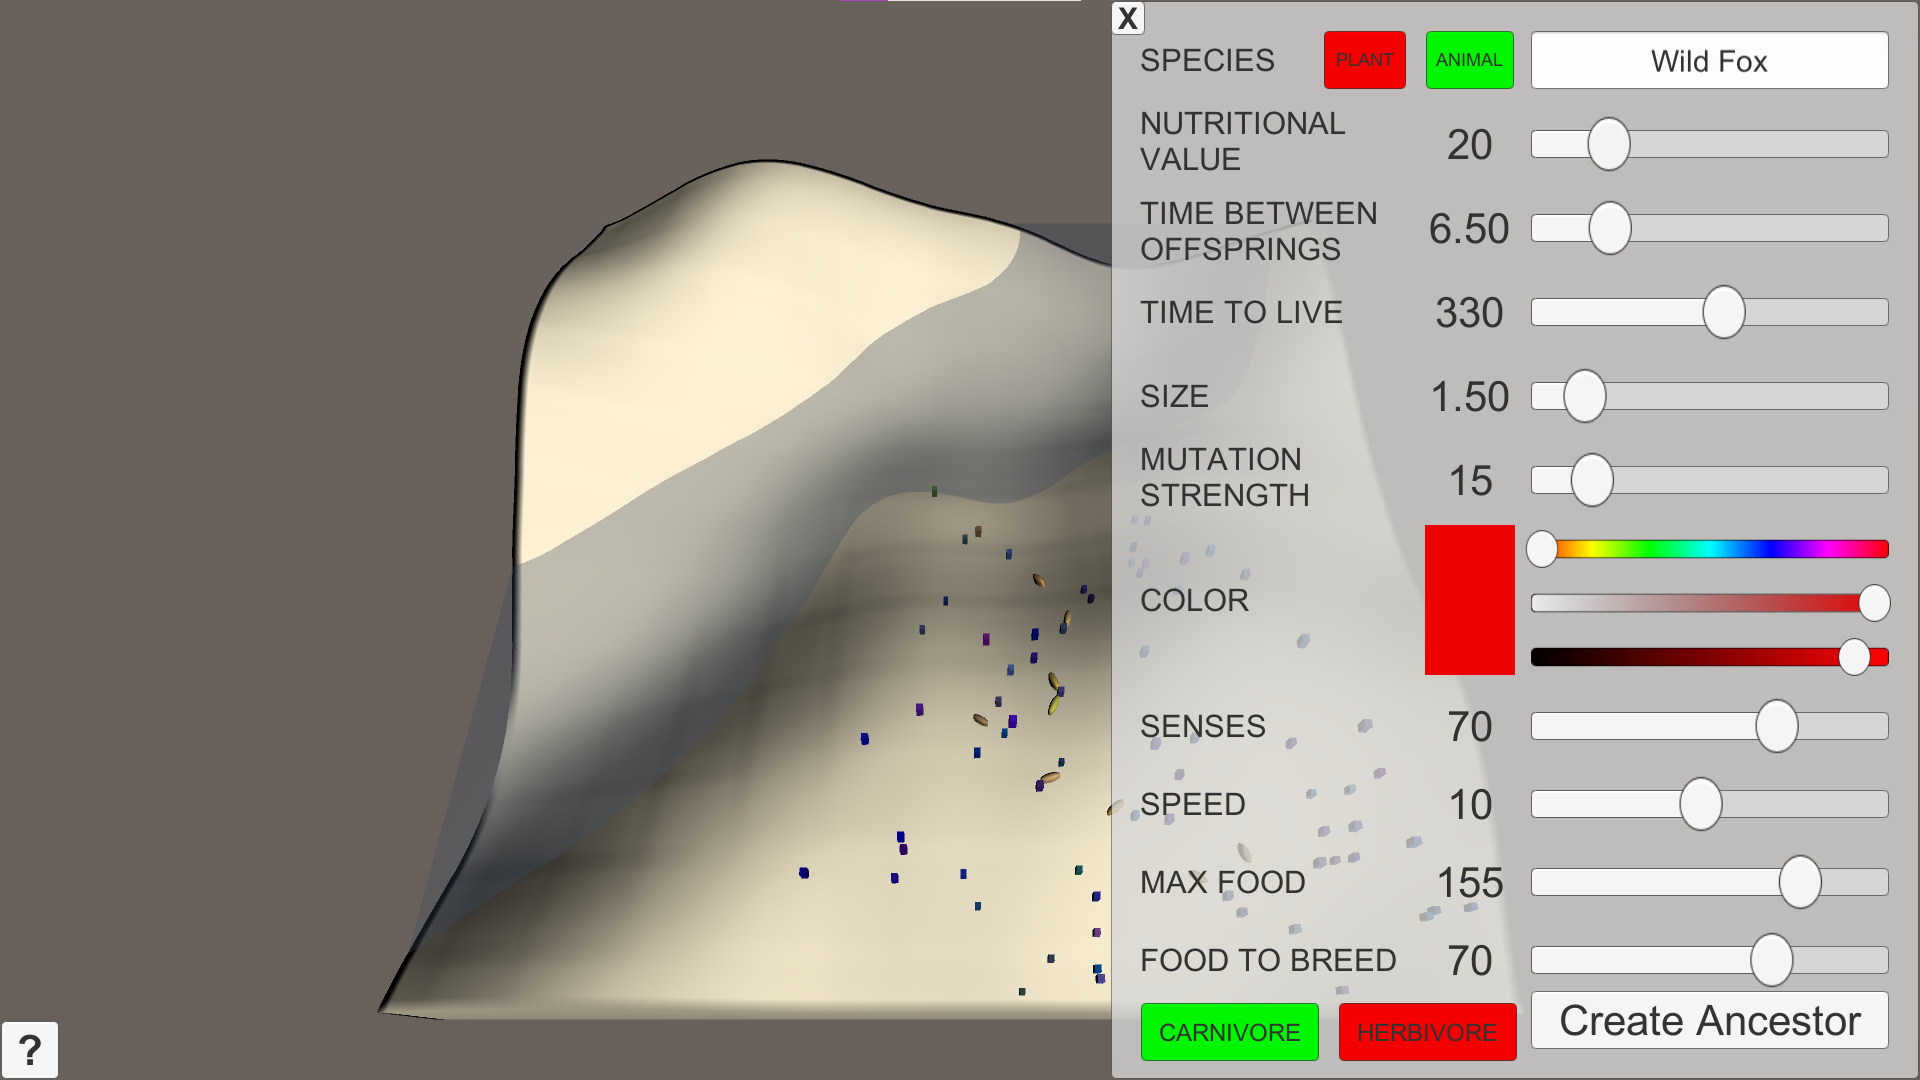 X
SPECIES PLANT ANIMAL Wild Fox
NUTRITIONAL
VALUE 20
TIME BETWEEN
OFFSPRINGS 6.50
TIME TO LIVE 330
SIZE 1.50
MUTATION
STRENGTH 15
COLOR
SENSES 70
SPEED 10
MAX FOOD 155
FOOD TO BREED 70
CARNIVORE HERBIVORE Create Ancestor
?